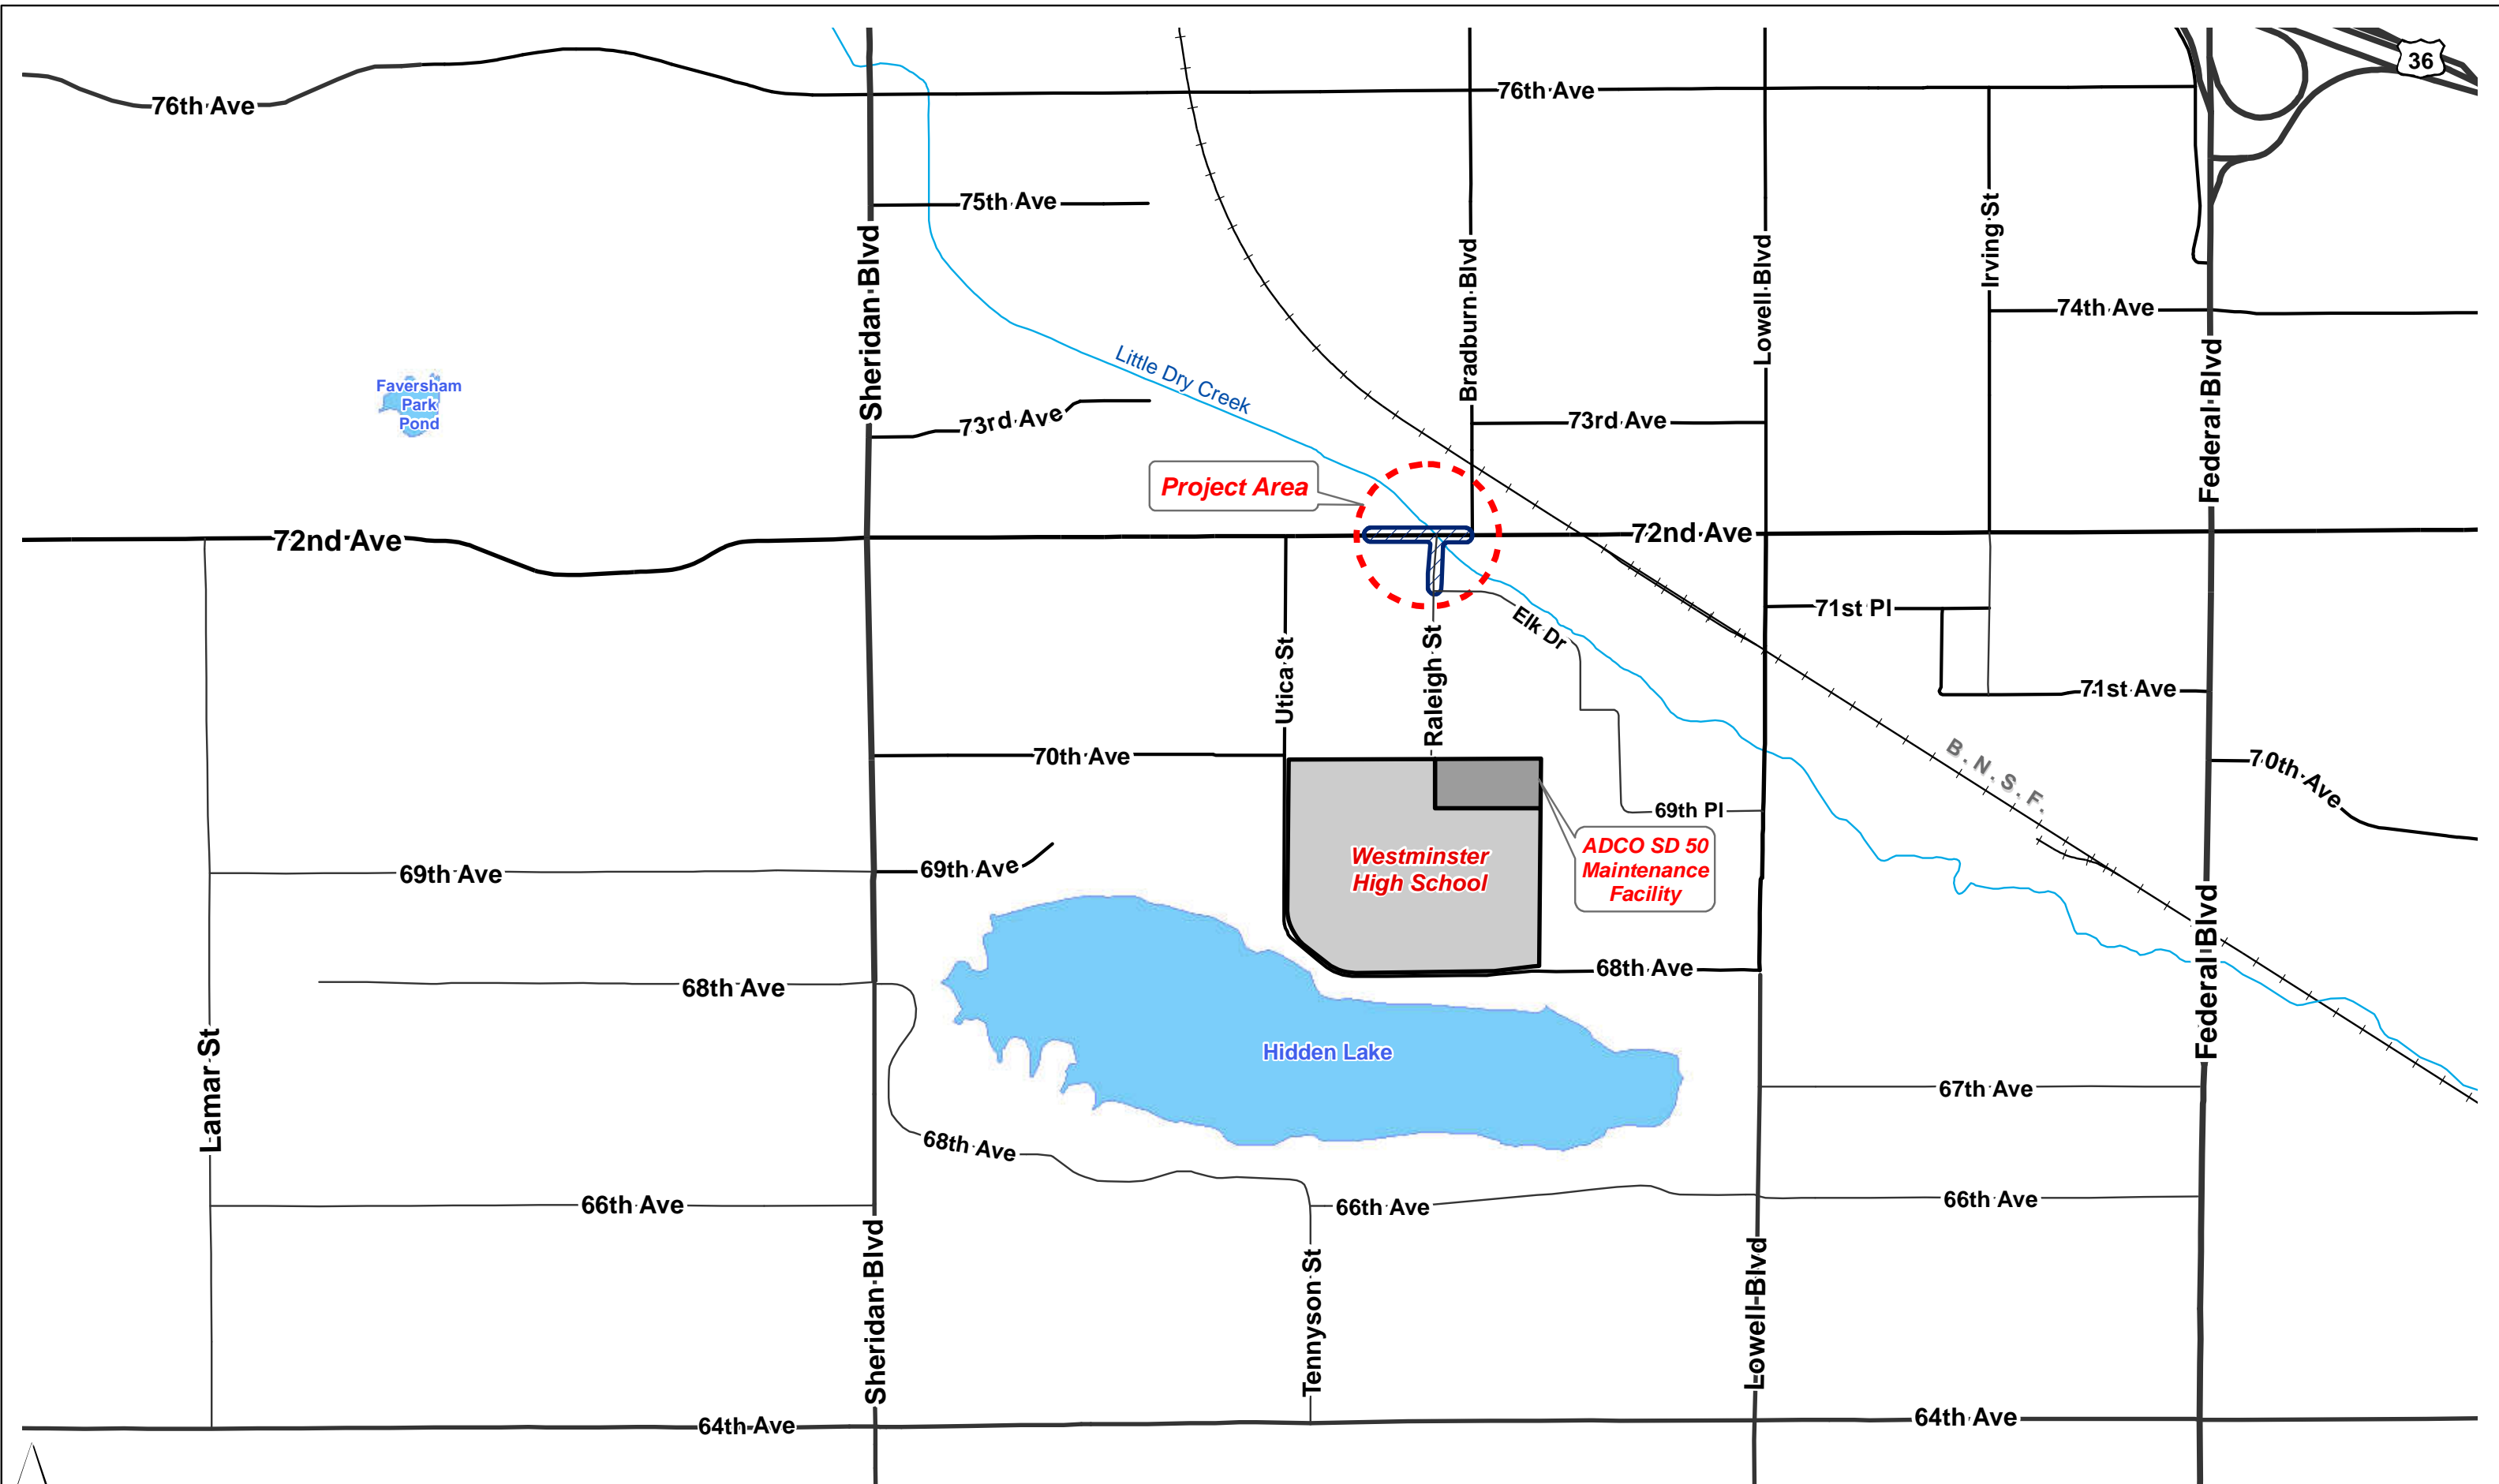 36
76th Ave
76th Ave
75th Ave
Sheridan Blvd
Bradburn Blvd
Lowell Blvd
Irving St
74th Ave
Federal Blvd
Little Dry Creek
Faversham
Park
Pond
73rd Ave
73rd Ave
Project Area
72nd Ave
72nd Ave
71st Pl
Elk Dr
Utica St
Raleigh St
71st Ave
70th Ave
B.N.S.F.
70th Ave
69th Pl
Westminster
High School
ADCO SD 50
Maintenance
Facility
69th Ave
69th Ave
68th Ave
68th Ave
Federal Blvd
Lamar St
Hidden Lake
67th Ave
68th Ave
66th Ave
66th Ave
66th Ave
Sheridan Blvd
Tennyson St
Lowell Blvd
64th Ave
64th Ave